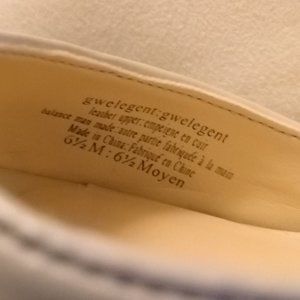 gwelegent:gwelegent
leather upper:empeigne en cuir
balance man made:autre partie fabriquée à la main
Made in China:Fabriqué en Chine
6½ M : 6½ Moyen